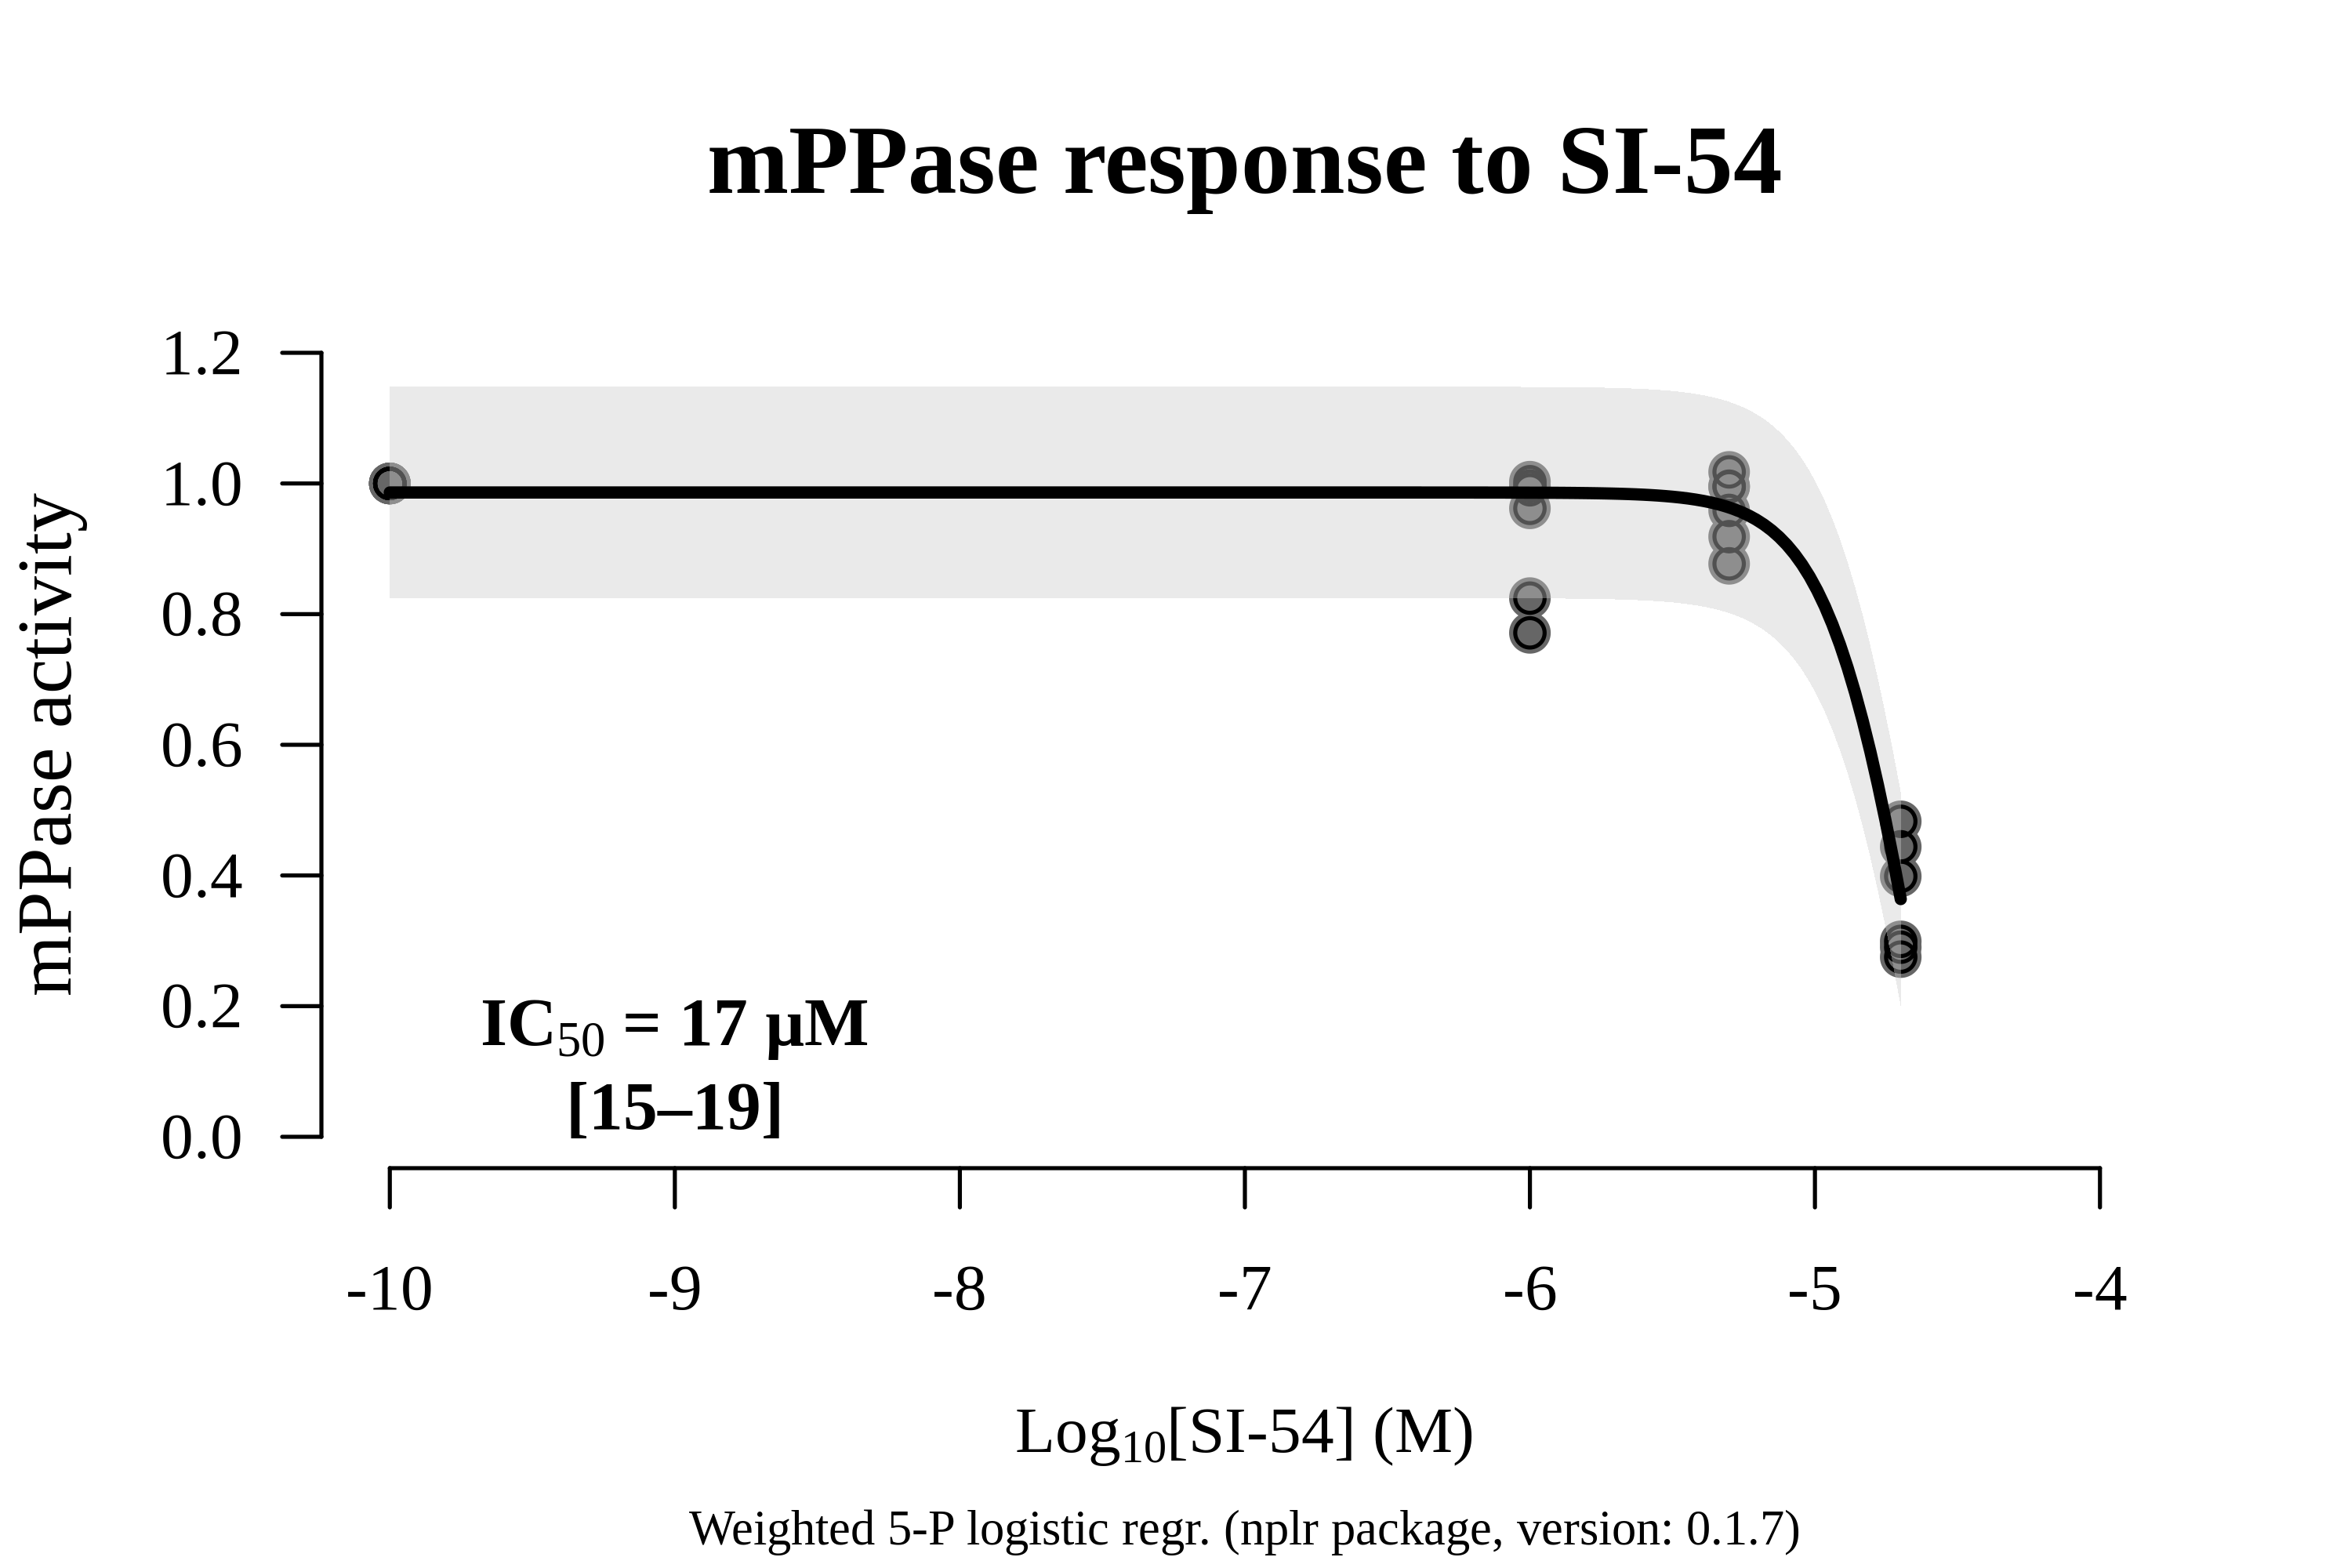 mPPase response to SI-54
mPPase activity
1.2
1.0
0.8
0.6
0.4
0.2
0.0
IC50 = 17 µM
[15–19]
-10 -9 -8 -7 -6 -5 -4
Log10[SI-54] (M)
Weighted 5-P logistic regr. (nplr package, version: 0.1.7)